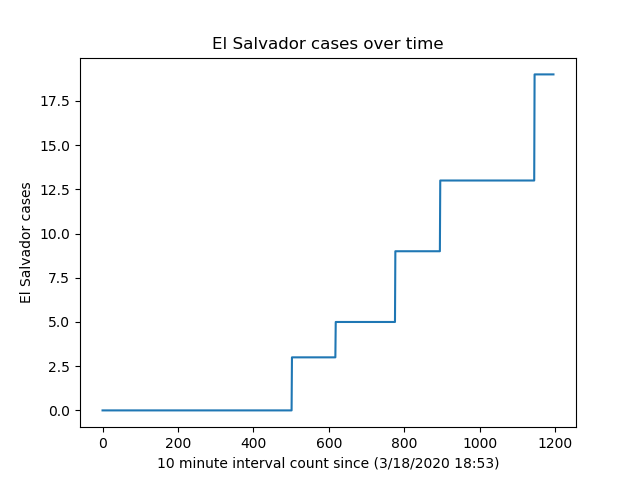 El Salvador cases over time
17.5
15.0
12.5
10.0
7.5
5.0
2.5
0.0
El Salvador cases
0 200 400 600 800 1000 1200
10 minute interval count since (3/18/2020 18:53)